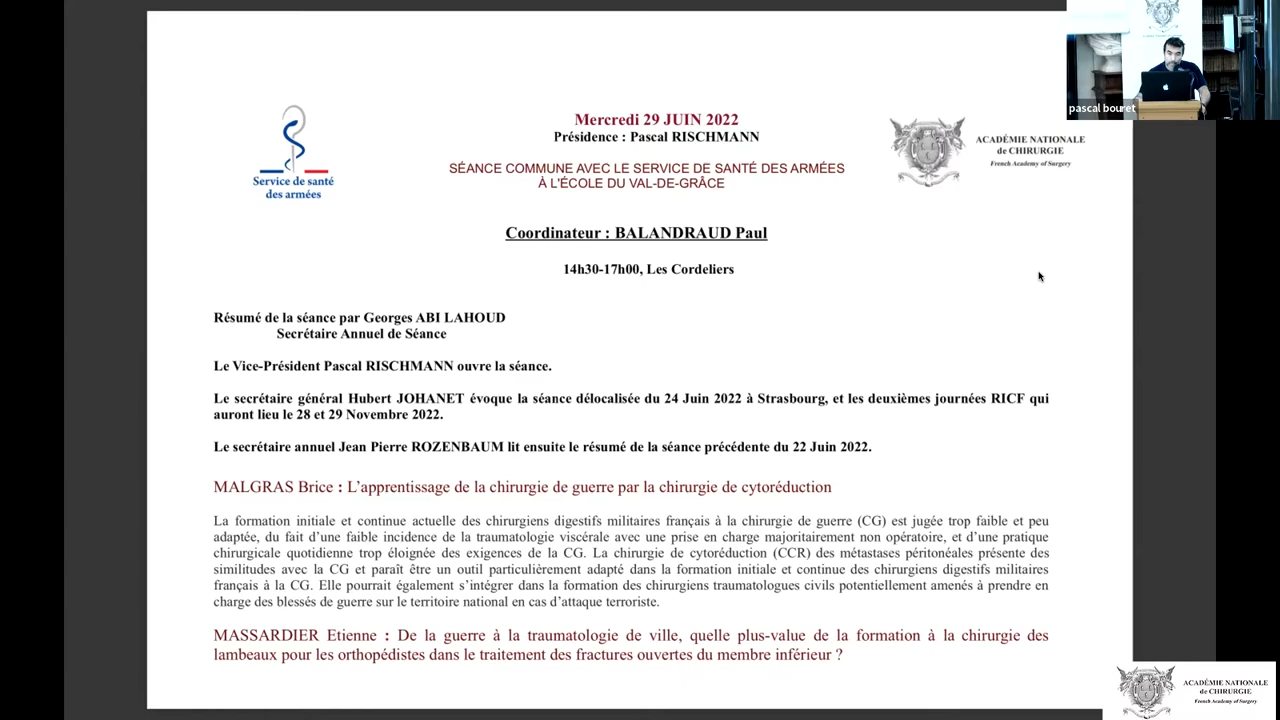 pascal bouret
Service de santé
des armées
Mercredi 29 JUIN 2022
Présidence : Pascal RISCHMANN
SÉANCE COMMUNE AVEC LE SERVICE DE SANTÉ DES ARMÉES
À L'ÉCOLE DU VAL-DE-GRÂCE
ACADÉMIE NATIONALE
de CHIRURGIE
French Academy of Surgery
Coordinateur : BALANDRAUD Paul
14h30-17h00, Les Cordeliers
Résumé de la séance par Georges ABI LAHOUD
Secrétaire Annuel de Séance
Le Vice-Président Pascal RISCHMANN ouvre la séance.
Le secrétaire général Hubert JOHANET évoque la séance délocalisée du 24 Juin 2022 à Strasbourg, et les deuxièmes journées RICF qui
auront lieu le 28 et 29 Novembre 2022.
Le secrétaire annuel Jean Pierre ROZENBAUM lit ensuite le résumé de la séance précédente du 22 Juin 2022.
MALGRAS Brice : L'apprentissage de la chirurgie de guerre par la chirurgie de cytoréduction
La formation initiale et continue actuelle des chirurgiens digestifs militaires français à la chirurgie de guerre (CG) est jugée trop faible et peu
adaptée, du fait d'une faible incidence de la traumatologie viscérale avec une prise en charge majoritairement non opératoire, et d'une pratique
chirurgicale quotidienne trop éloignée des exigences de la CG. La chirurgie de cytoréduction (CCR) des métastases péritonéales présente des
similitudes avec la CG et paraît être un outil particulièrement adapté dans la formation initiale et continue des chirurgiens digestifs militaires
français à la CG. Elle pourrait également s'intégrer dans la formation des chirurgiens traumatologues civils potentiellement amenés à prendre en
charge des blessés de guerre sur le territoire national en cas d'attaque terroriste.
MASSARDIER Etienne : De la guerre à la traumatologie de ville, quelle plus-value de la formation à la chirurgie des
lambeaux pour les orthopédistes dans le traitement des fractures ouvertes du membre inférieur ?
ACADÉMIE NATIONALE
de CHIRURGIE
French Academy of Surgery